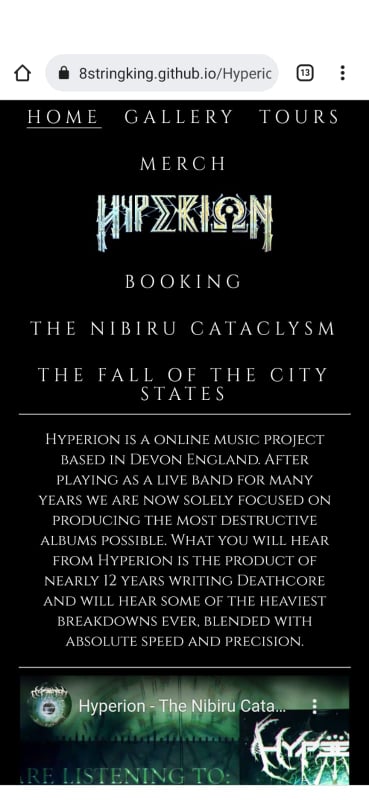 8stringking.github.io/Hyperic
13
HOME GALLERY TOURS
MERCH
HYPERION
BOOKING
THE NIBIRU CATACLYSM
THE FALL OF THE CITY
STATES
Hyperion is a online music project
based in Devon England. After
playing as a live band for many
years we are now solely focused on
producing the most destructive
albums possible. What you will hear
from Hyperion is the product of
nearly 12 years writing Deathcore
and will hear some of the heaviest
breakdowns ever, blended with
absolute speed and precision.
Hyperion - The Nibiru Cata...
ARE LISTENING TO:
HYPE